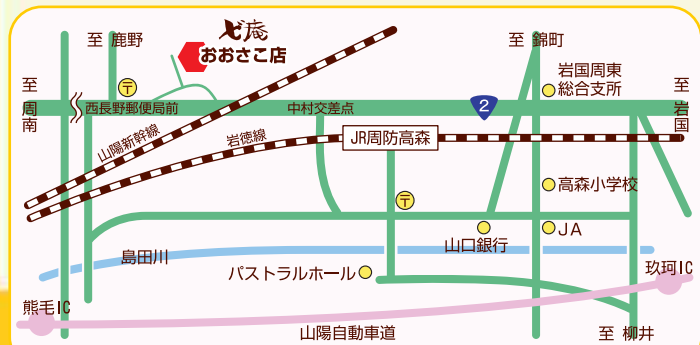 至 鹿野
ど庵
おおさこ店
至 錦町
岩国周東
総合支所
至
周
南
〒
西長野郵便局前
中村交差点
2
至
岩
国
山陽新幹線
岩徳線
JR周防高森
高森小学校
〒
JA
山口銀行
島田川
パストラルホール
玖珂IC
熊毛IC
山陽自動車道
至 柳井